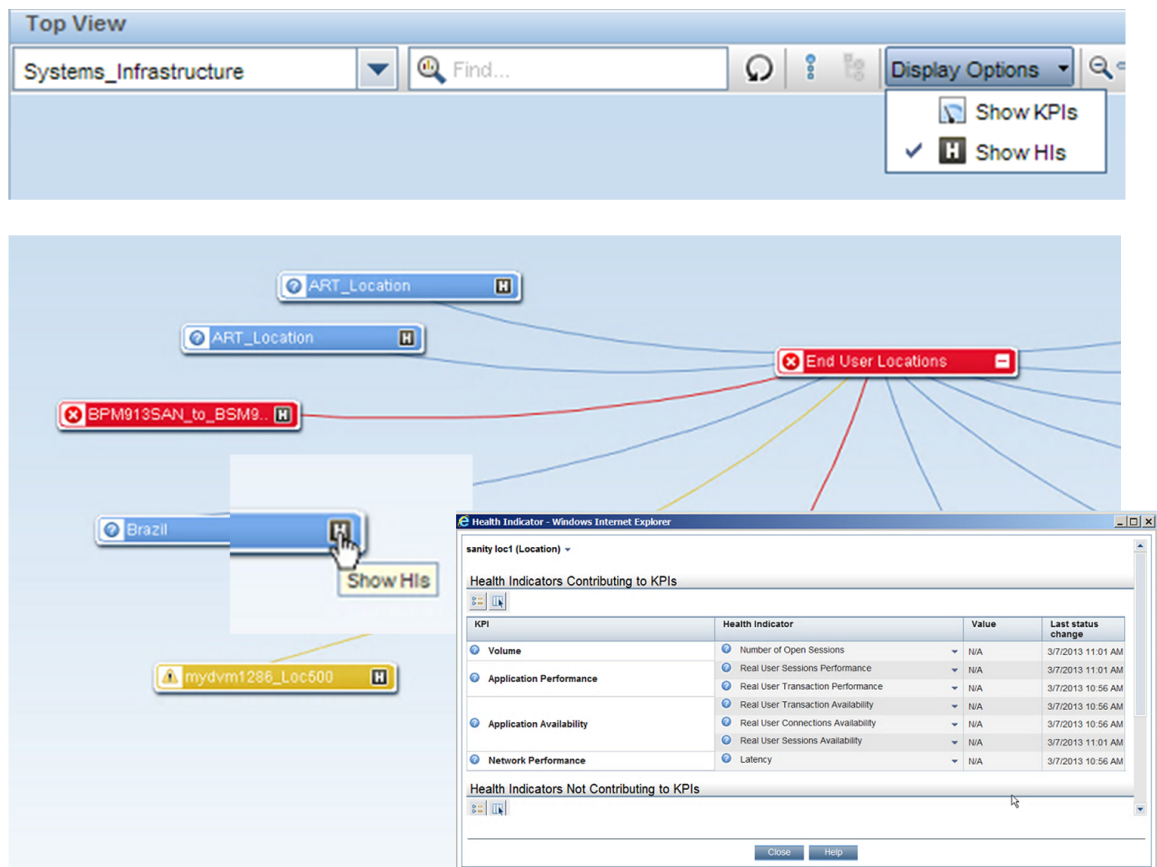 Top View
Systems_Infrastructure
Find...
Display Options
Show KPIs
H Show HIs
ART_Location H
ART_Location H
End User Locations
BPM913SAN_to_BSM9.. H
Brazil H
Show HIs
mydvm1286_Loc500 H
Health Indicator - Windows Internet Explorer
sanity loc1 (Location)
Health Indicators Contributing to KPIs
KPI Health Indicator Value Last status change
Volume Number of Open Sessions N/A 3/7/2013 11:01 AM
Application Performance Real User Sessions Performance N/A 3/7/2013 11:01 AM
Real User Transaction Performance N/A 3/7/2013 10:56 AM
Application Availability Real User Transaction Availability N/A 3/7/2013 10:56 AM
Real User Connections Availability N/A 3/7/2013 10:56 AM
Real User Sessions Availability N/A 3/7/2013 11:01 AM
Network Performance Latency N/A 3/7/2013 10:56 AM
Health Indicators Not Contributing to KPIs
Close Help